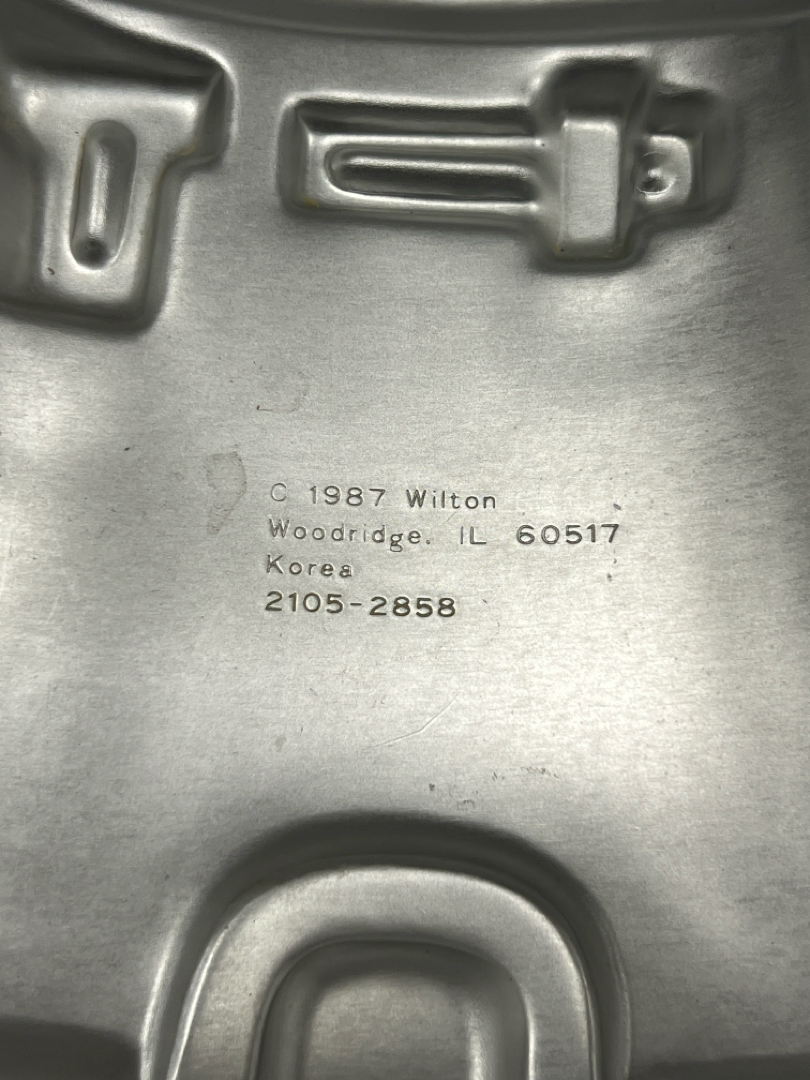 C 1987 Wilton
Woodridge, IL 60517
Korea
2105-2858